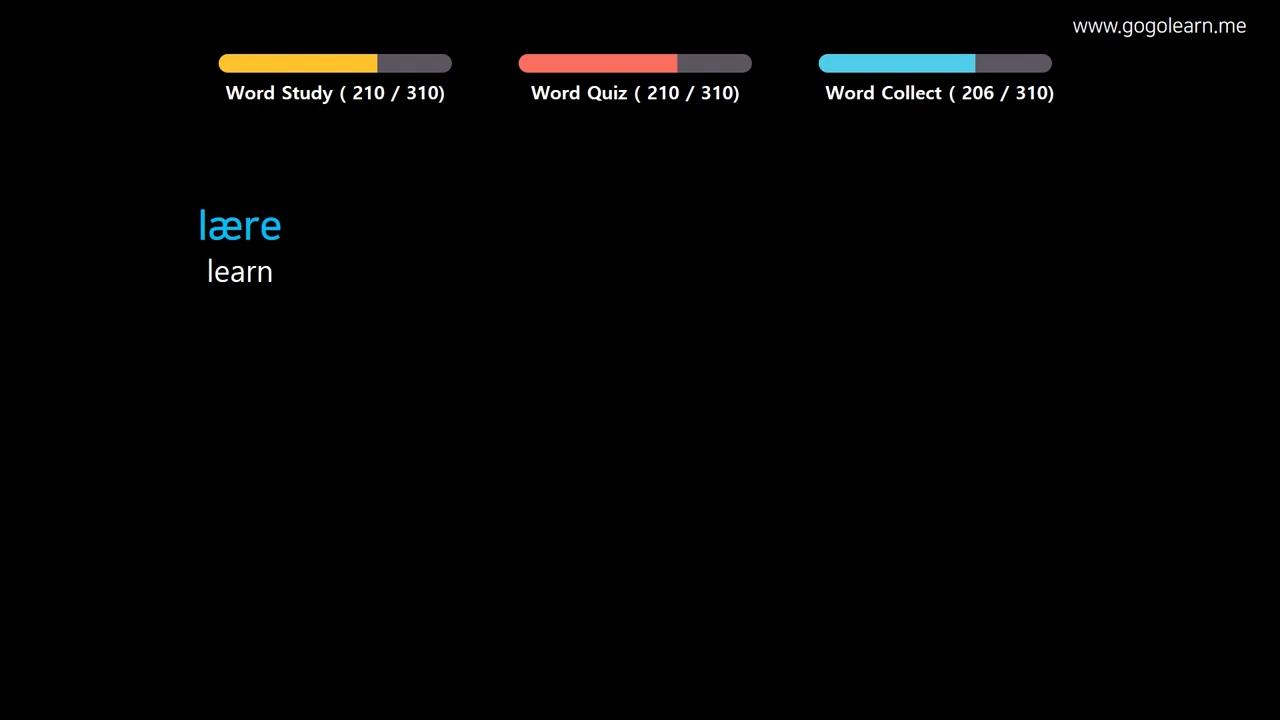 www.gogolearn.me
Word Study ( 210 / 310)
Word Quiz ( 210 / 310)
Word Collect ( 206 / 310)
lære
learn